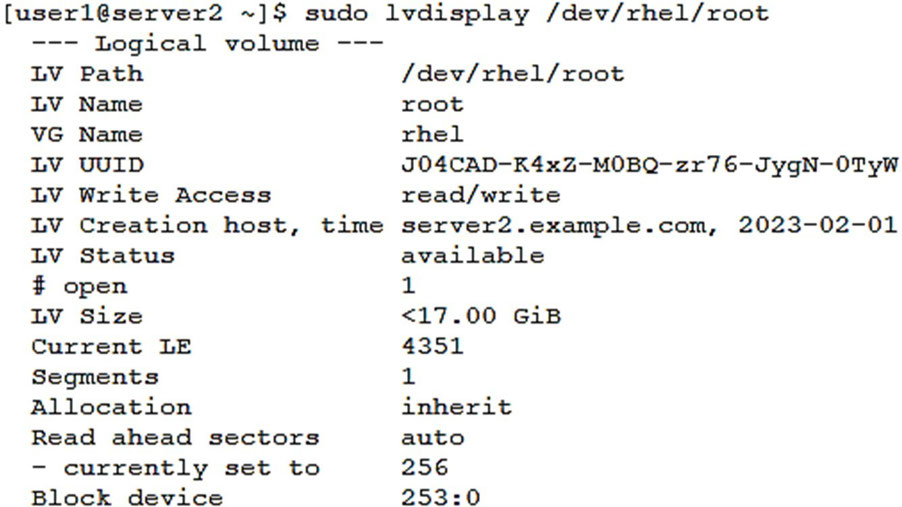 [user1@server2 ~]$ sudo lvdisplay /dev/rhel/root
--- Logical volume ---
LV Path /dev/rhel/root
LV Name root
VG Name rhel
LV UUID J04CAD-K4xZ-M0BQ-zr76-JygN-0TyW
LV Write Access read/write
LV Creation host, time server2.example.com, 2023-02-01
LV Status available
# open 1
LV Size <17.00 GiB
Current LE 4351
Segments 1
Allocation inherit
Read ahead sectors auto
- currently set to 256
Block device 253:0